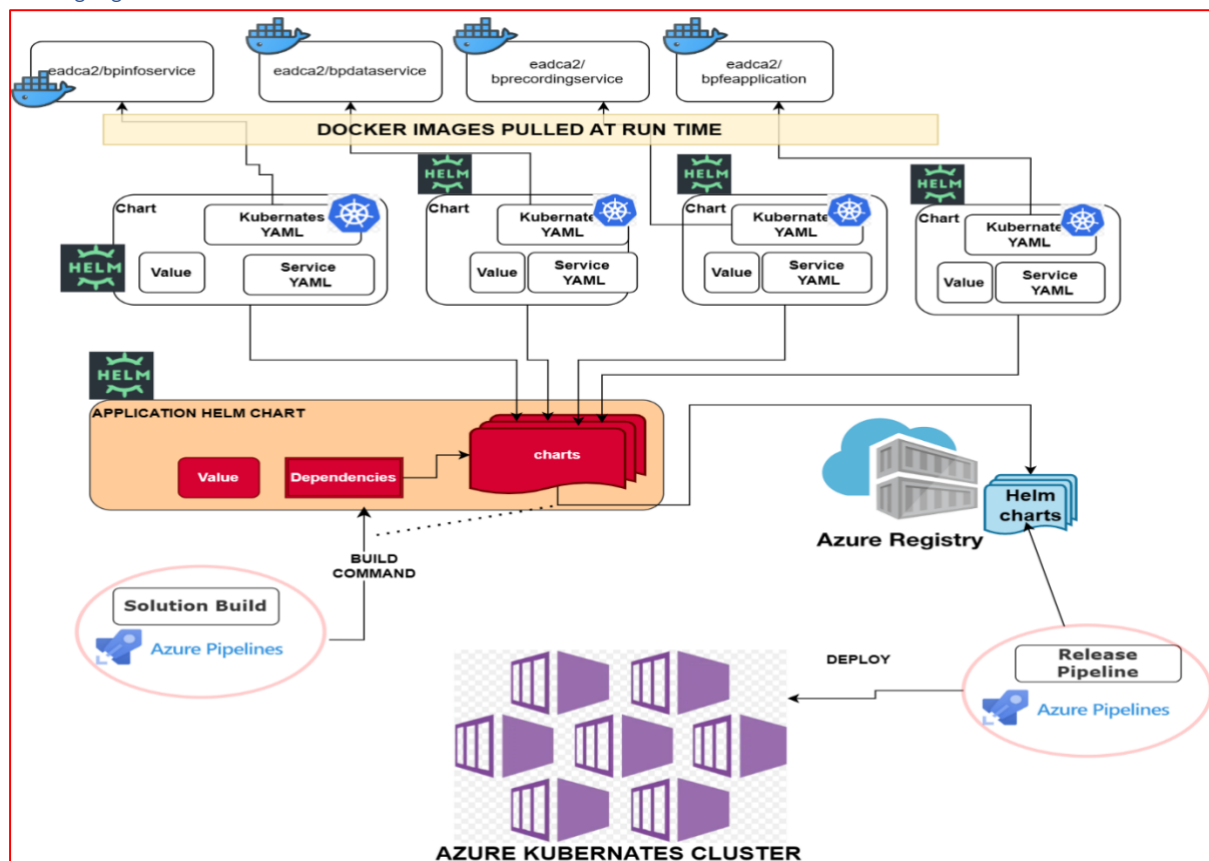 eadca2/bpinfoservice
eadca2/bpdataservice
eadca2/
bprecordingservice
eadca2/
bpfeapplication
DOCKER IMAGES PULLED AT RUN TIME
HELM
Chart
Kubernates
YAML
Value
Service
YAML
HELM
Chart
Kubernates
YAML
Value
Service
YAML
HELM
Chart
Kubernates
YAML
Value
Service
YAML
HELM
Chart
Kubernates
YAML
Value
Service
YAML
HELM
APPLICATION HELM CHART
Value
Dependencies
charts
Azure Registry
Helm
charts
BUILD
COMMAND
Solution Build
Azure Pipelines
DEPLOY
Release
Pipeline
Azure Pipelines
AZURE KUBERNATES CLUSTER